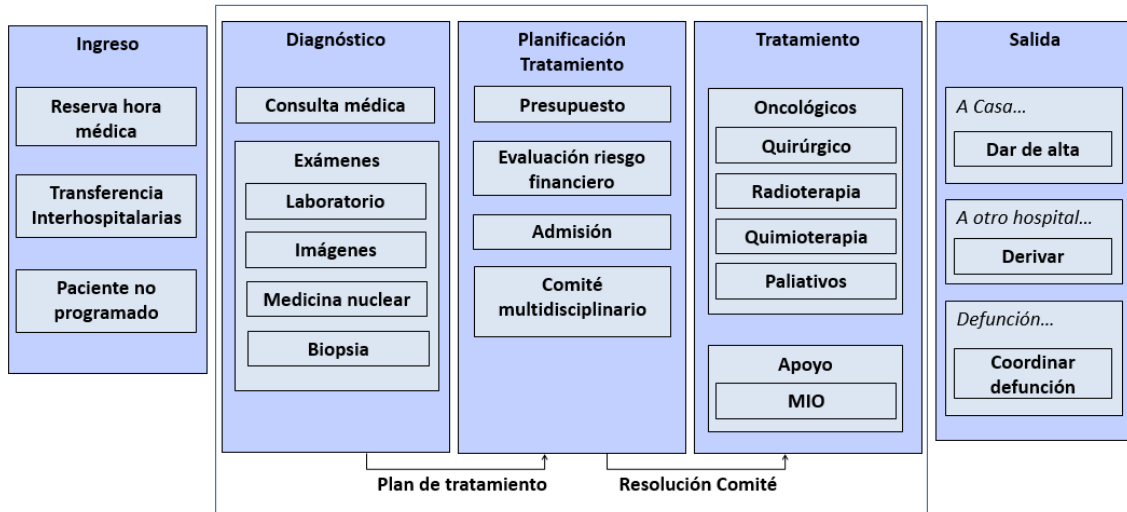 Ingreso
Reserva hora
médica
Transferencia
Interhospitalarias
Paciente no
programado
Diagnóstico
Consulta médica
Exámenes
Laboratorio
Imágenes
Medicina nuclear
Biopsia
Planificación
Tratamiento
Presupuesto
Evaluación riesgo
financiero
Admisión
Comité
multidisciplinario
Tratamiento
Oncológicos
Quirúrgico
Radioterapia
Quimioterapia
Paliativos
Apoyo
MIO
Salida
A Casa...
Dar de alta
A otro hospital...
Derivar
Defunción...
Coordinar
defunción
Plan de tratamiento
Resolución Comité